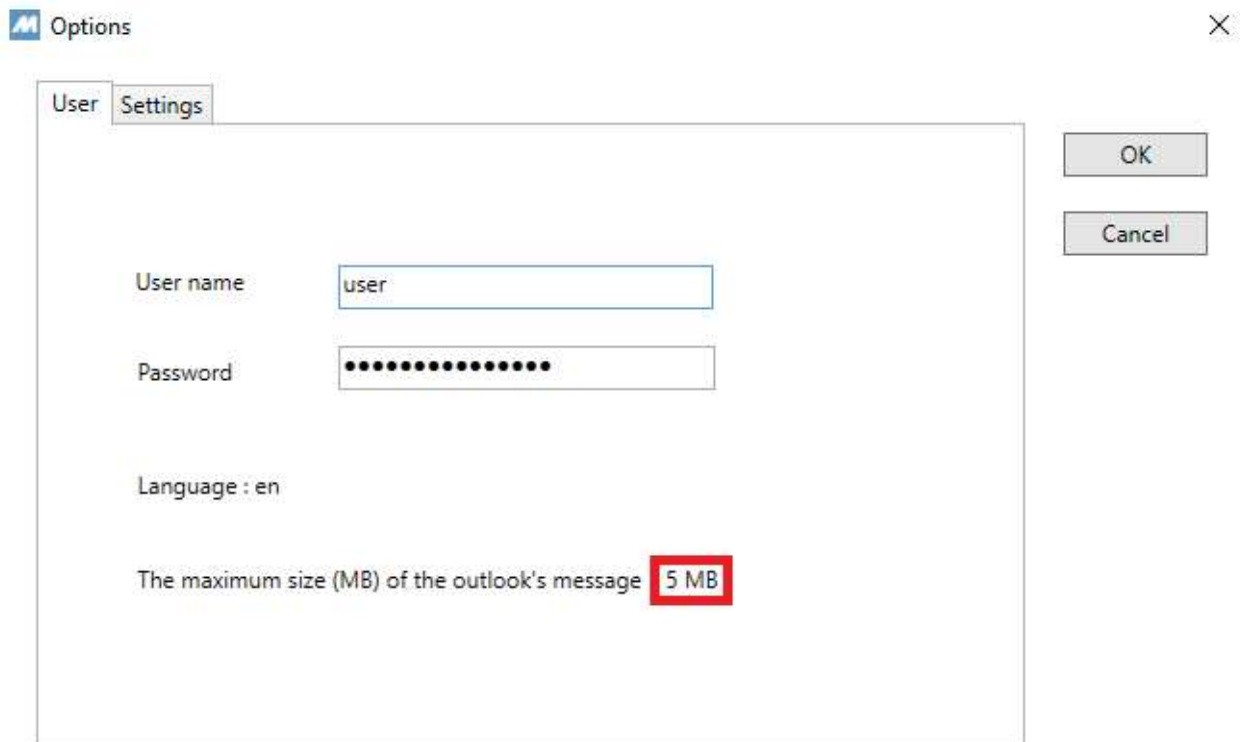 Options
User Settings
OK
Cancel
User name user
Password •••••••••••••••
Language : en
The maximum size (MB) of the outlook's message 5 MB